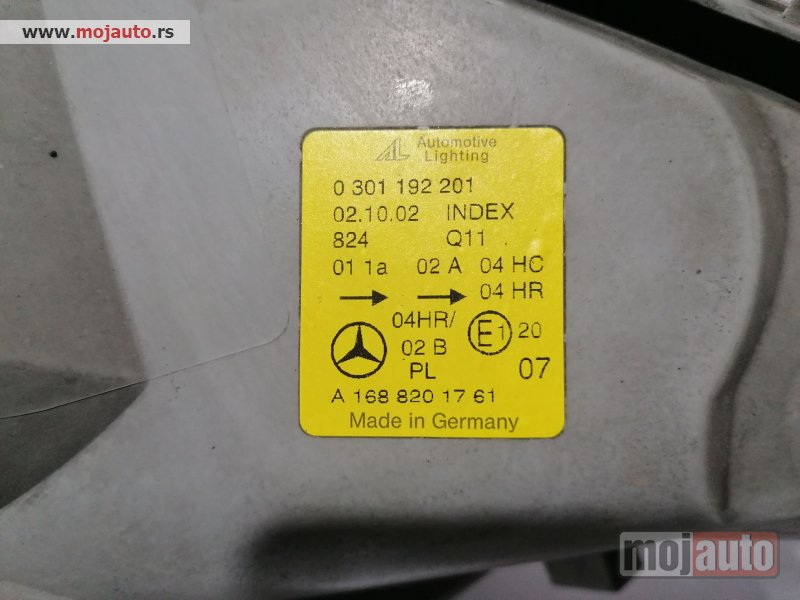 www.mojauto.rs
AL Automotive
Lighting
0 301 192 201
02.10.02 INDEX
824 Q11
01 1a 02 A 04 HC
04 HR
04HR/
02 B E1 20
PL 07
A 168 820 17 61
Made in Germany
mojauto